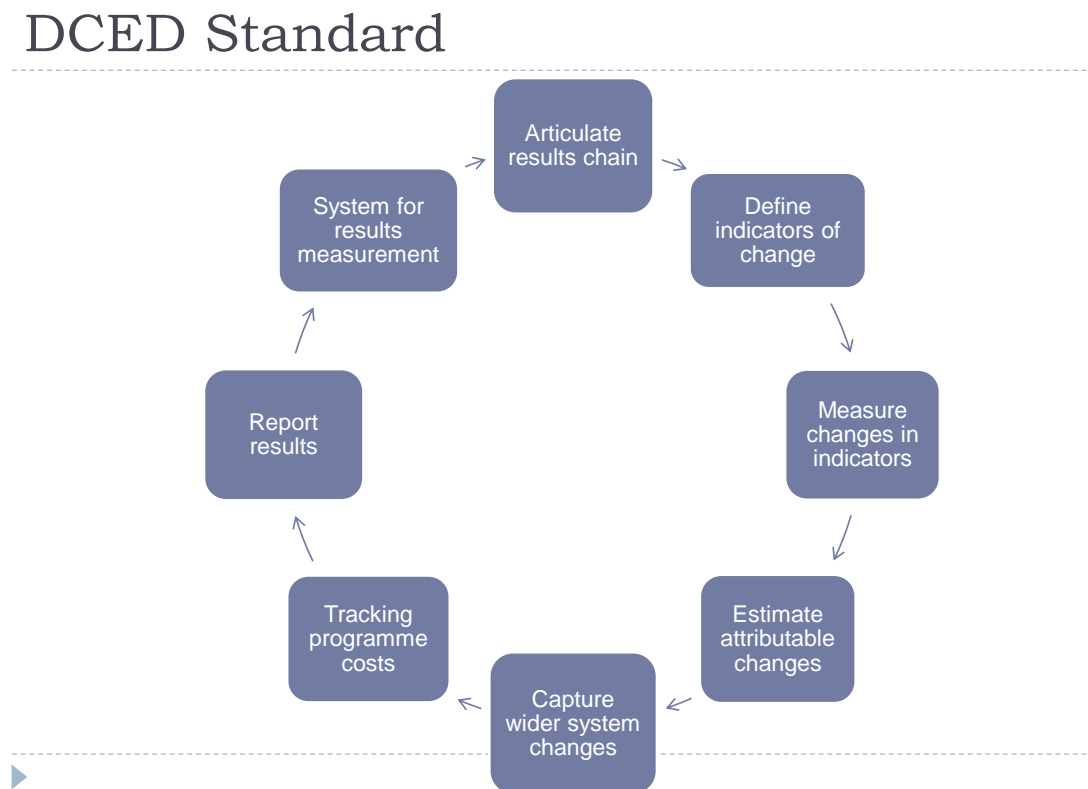 DCED Standard
Articulate
results chain
Define
indicators of
change
Measure
changes in
indicators
Estimate
attributable
changes
Capture
wider system
changes
Tracking
programme
costs
Report
results
System for
results
measurement